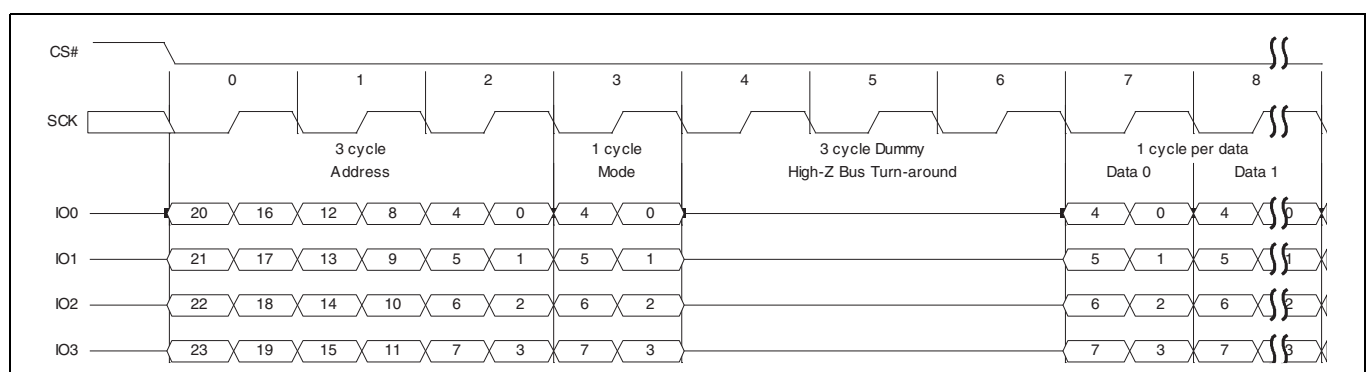 CS#
0 1 2 3 4 5 6 7 8
SCK
3 cycle 1 cycle 3 cycle Dummy 1 cycle per data
Address Mode High-Z Bus Turn-around Data 0 Data 1
IO0 20 16 12 8 4 0 4 0 4 0 4 0
IO1 21 17 13 9 5 1 5 1 5 1 5 1
IO2 22 18 14 10 6 2 6 2 6 2 6 2
IO3 23 19 15 11 7 3 7 3 7 3 7 3